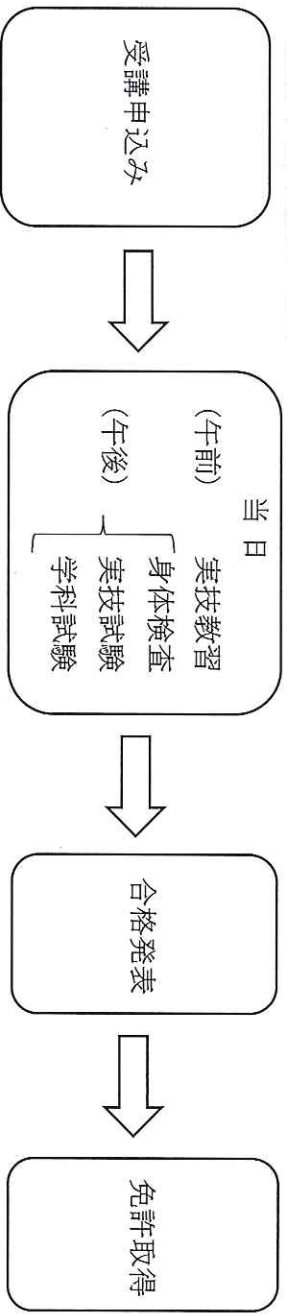 受講申込み
当日
(午前) 実技教習
身体検査
(午後) 実技試験
学科試験
合格発表
免許取得